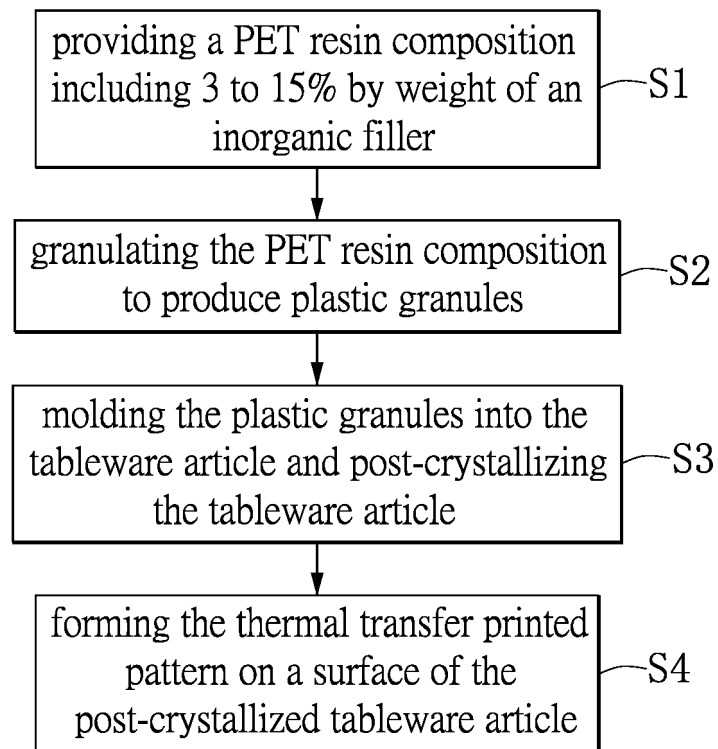 providing a PET resin composition
including 3 to 15% by weight of an
inorganic filler
S1
granulating the PET resin composition
to produce plastic granules
S2
molding the plastic granules into the
tableware article and post-crystallizing
the tableware article
S3
forming the thermal transfer printed
pattern on a surface of the
post-crystallized tableware article
S4